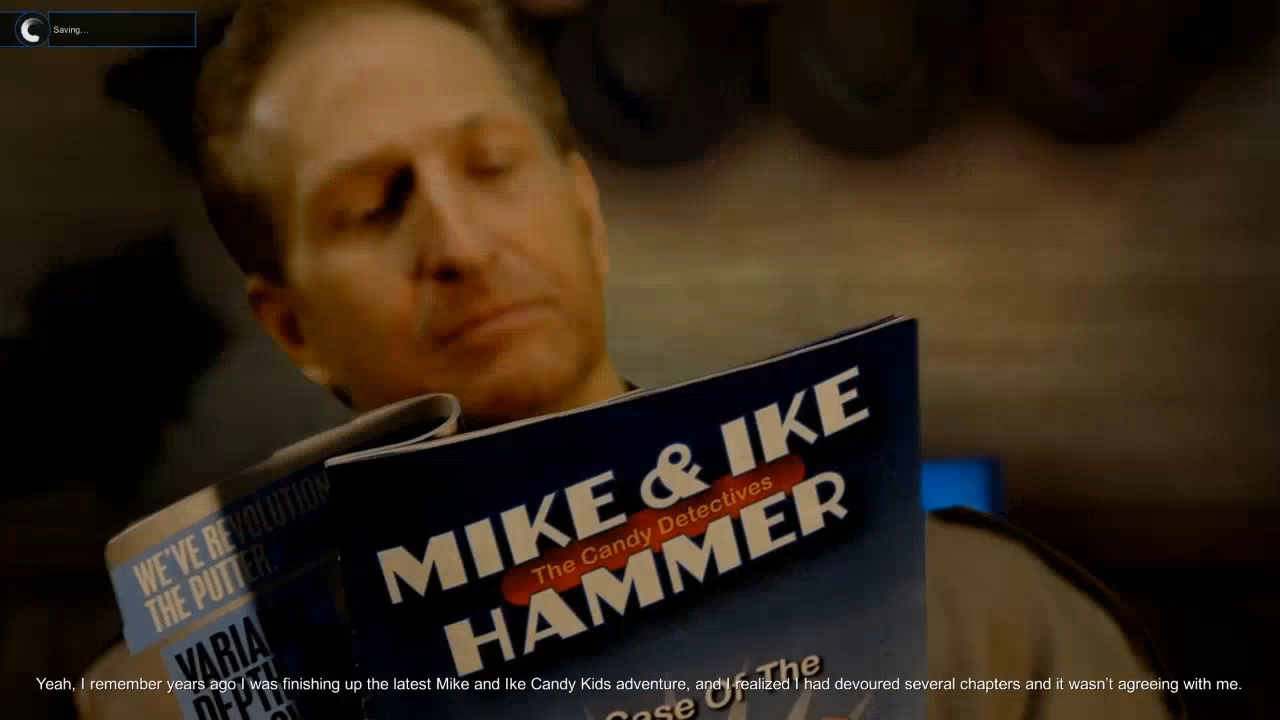 Saving...
MIKE & IKE
The Candy Detectives
HAMMER
Case Of The
WE'VE REVOLUTION
THE PUTTER.
VARIA
DEPTH
Yeah, I remember years ago I was finishing up the latest Mike and Ike Candy Kids adventure, and I realized I had devoured several chapters and it wasn't agreeing with me.